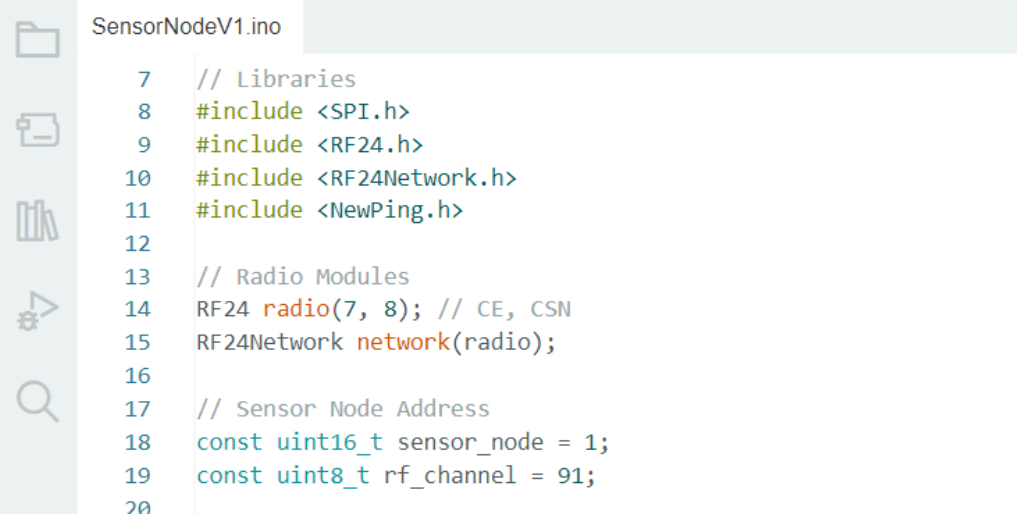 SensorNodeV1.ino
7 // Libraries
8 #include <SPI.h>
9 #include <RF24.h>
10 #include <RF24Network.h>
11 #include <NewPing.h>
12
13 // Radio Modules
14 RF24 radio(7, 8); // CE, CSN
15 RF24Network network(radio);
16
17 // Sensor Node Address
18 const uint16_t sensor_node = 1;
19 const uint8_t rf_channel = 91;
20